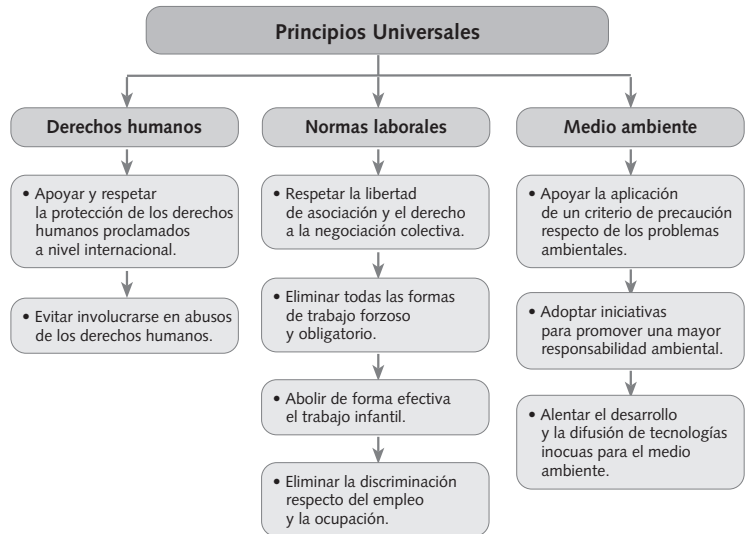 Principios Universales
Derechos humanos
• Apoyar y respetar
la protección de los derechos
humanos proclamados
a nivel internacional.
• Evitar involucrarse en abusos
de los derechos humanos.
Normas laborales
• Respetar la libertad
de asociación y el derecho
a la negociación colectiva.
• Eliminar todas las formas
de trabajo forzoso
y obligatorio.
• Abolir de forma efectiva
el trabajo infantil.
• Eliminar la discriminación
respecto del empleo
y la ocupación.
Medio ambiente
• Apoyar la aplicación
de un criterio de precaución
respecto de los problemas
ambientales.
• Adoptar iniciativas
para promover una mayor
responsabilidad ambiental.
• Alentar el desarrollo
y la difusión de tecnologías
inocuas para el medio
ambiente.